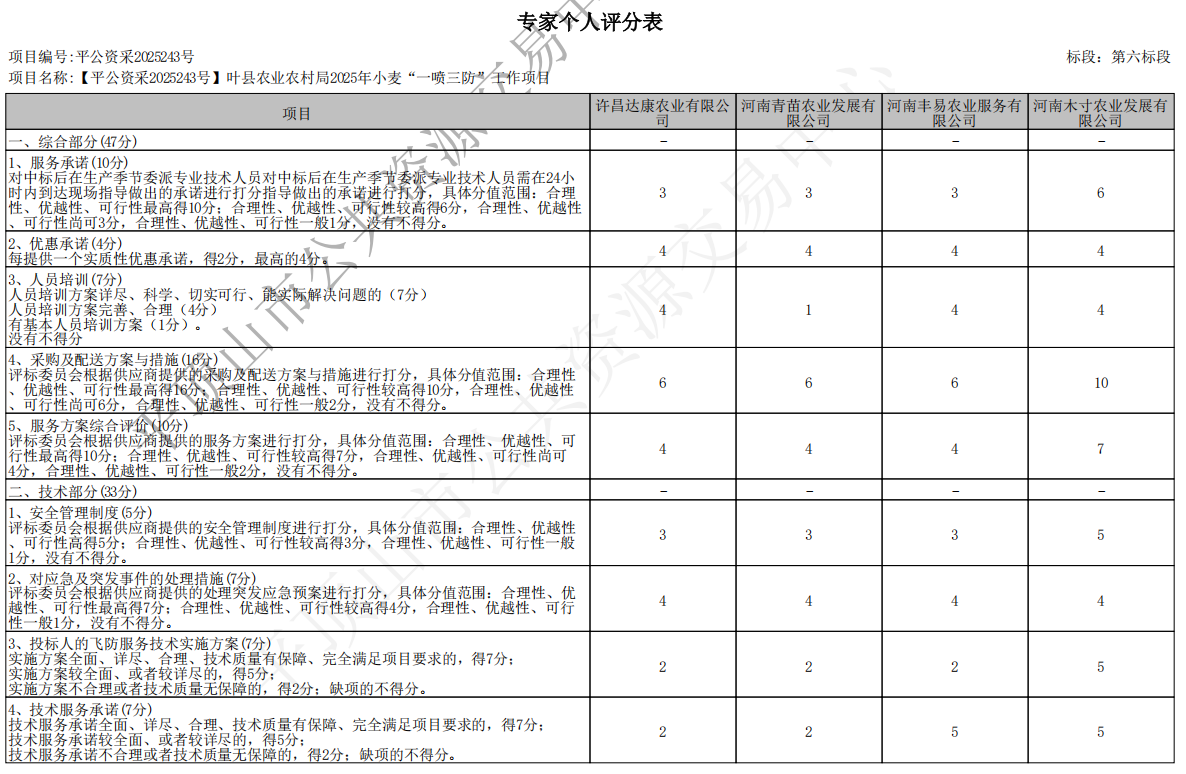 专家个人评分表
项目编号:平公资采2025243号
标段：第六标段
项目名称:【平公资采2025243号】叶县农业农村局2025年小麦“一喷三防”工作项目
项目
许昌达康农业有限公
司
河南青苗农业发展有
限公司
河南丰易农业服务有
限公司
河南木寸农业发展有
限公司
一、综合部分(47分)
- - - -
1、服务承诺(10分)
对中标后在生产季节委派专业技术人员对中标后在生产季节委派专业技术人员需在24小
时内到达现场指导做出的承诺进行打分指导做出的承诺进行打分，具体分值范围：合理
性、优越性、可行性最高得10分；合理性、优越性、可行性较高得6分，合理性、优越性
、可行性尚可3分，合理性、优越性、可行性一般1分，没有不得分。
3 3 3 6
2、优惠承诺(4分)
每提供一个实质性优惠承诺，得2分，最高的4分。
4 4 4 4
3、人员培训(7分)
人员培训方案详尽、科学、切实可行、能实际解决问题的（7分）
人员培训方案完善、合理（4分）
有基本人员培训方案（1分）。
没有不得分
4 1 4 4
4、采购及配送方案与措施(16分)
评标委员会根据供应商提供的采购及配送方案与措施进行打分，具体分值范围：合理性
、优越性、可行性最高得16分；合理性、优越性、可行性较高得10分，合理性、优越性
、可行性尚可6分，合理性、优越性、可行性一般2分，没有不得分。
6 6 6 10
5、服务方案综合评价(10分)
评标委员会根据供应商提供的服务方案进行打分，具体分值范围：合理性、优越性、可
行性最高得10分；合理性、优越性、可行性较高得7分，合理性、优越性、可行性尚可
4分，合理性、优越性、可行性一般2分，没有不得分。
4 4 4 7
二、技术部分(33分)
- - - -
1、安全管理制度(5分)
评标委员会根据供应商提供的安全管理制度进行打分，具体分值范围：合理性、优越性
、可行性高得5分；合理性、优越性、可行性较高得3分，合理性、优越性、可行性一般
1分，没有不得分。
3 3 3 5
2、对应急及突发事件的处理措施(7分)
评标委员会根据供应商提供的处理突发应急预案进行打分，具体分值范围：合理性、优
越性、可行性最高得7分；合理性、优越性、可行性较高得4分，合理性、优越性、可行
性一般1分，没有不得分。
4 4 4 4
3、投标人的飞防服务技术实施方案(7分)
实施方案全面、详尽、合理、技术质量有保障、完全满足项目要求的，得7分；
实施方案较全面、或者较详尽的，得5分；
实施方案不合理或者技术质量无保障的，得2分；缺项的不得分。
2 2 2 5
4、技术服务承诺(7分)
技术服务承诺全面、详尽、合理、技术质量有保障、完全满足项目要求的，得7分；
技术服务承诺较全面、或者较详尽的，得5分；
技术服务承诺不合理或者技术质量无保障的，得2分；缺项的不得分。
2 2 5 5
平顶山市公共资源交易中
平顶山市公共资源交易中心